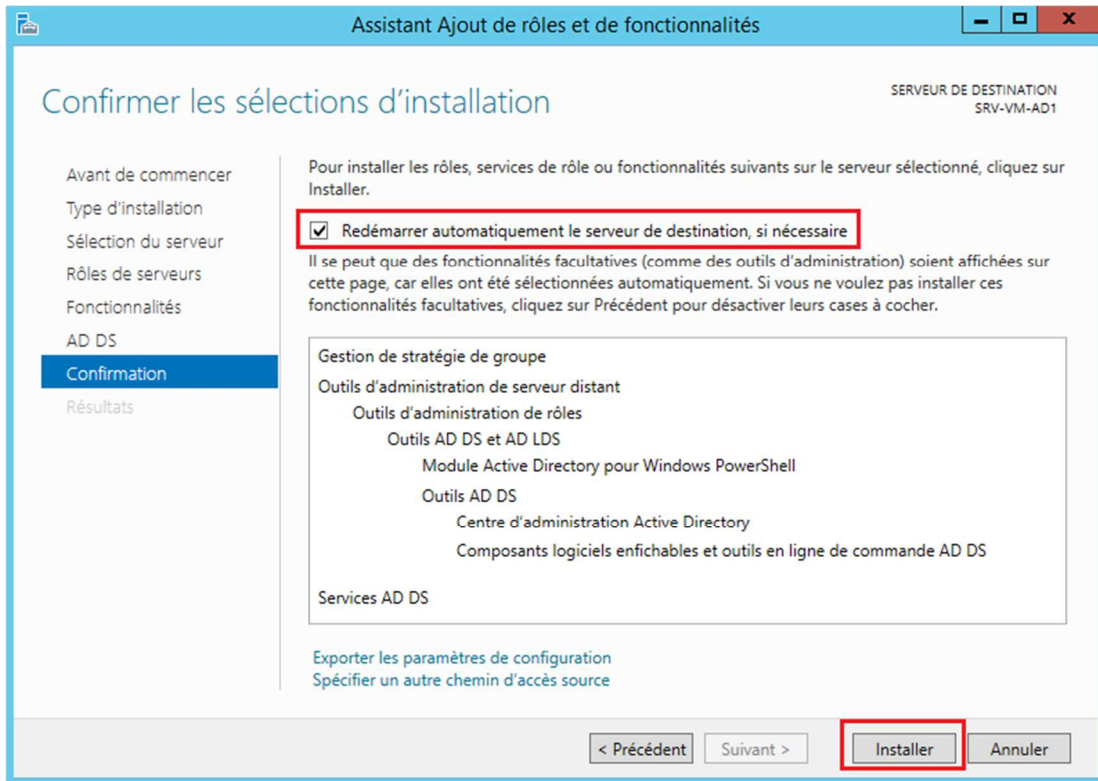 Assistant Ajout de rôles et de fonctionnalités
Confirmer les sélections d'installation
SERVEUR DE DESTINATION
SRV-VM-AD1
Avant de commencer
Type d'installation
Sélection du serveur
Rôles de serveurs
Fonctionnalités
AD DS
Confirmation
Résultats
Pour installer les rôles, services de rôle ou fonctionnalités suivants sur le serveur sélectionné, cliquez sur
Installer.
Redémarrer automatiquement le serveur de destination, si nécessaire
Il se peut que des fonctionnalités facultatives (comme des outils d'administration) soient affichées sur
cette page, car elles ont été sélectionnées automatiquement. Si vous ne voulez pas installer ces
fonctionnalités facultatives, cliquez sur Précédent pour désactiver leurs cases à cocher.
Gestion de stratégie de groupe
Outils d'administration de serveur distant
Outils d'administration de rôles
Outils AD DS et AD LDS
Module Active Directory pour Windows PowerShell
Outils AD DS
Centre d'administration Active Directory
Composants logiciels enfichables et outils en ligne de commande AD DS
Services AD DS
Exporter les paramètres de configuration
Spécifier un autre chemin d'accès source
< Précédent
Suivant >
Installer
Annuler